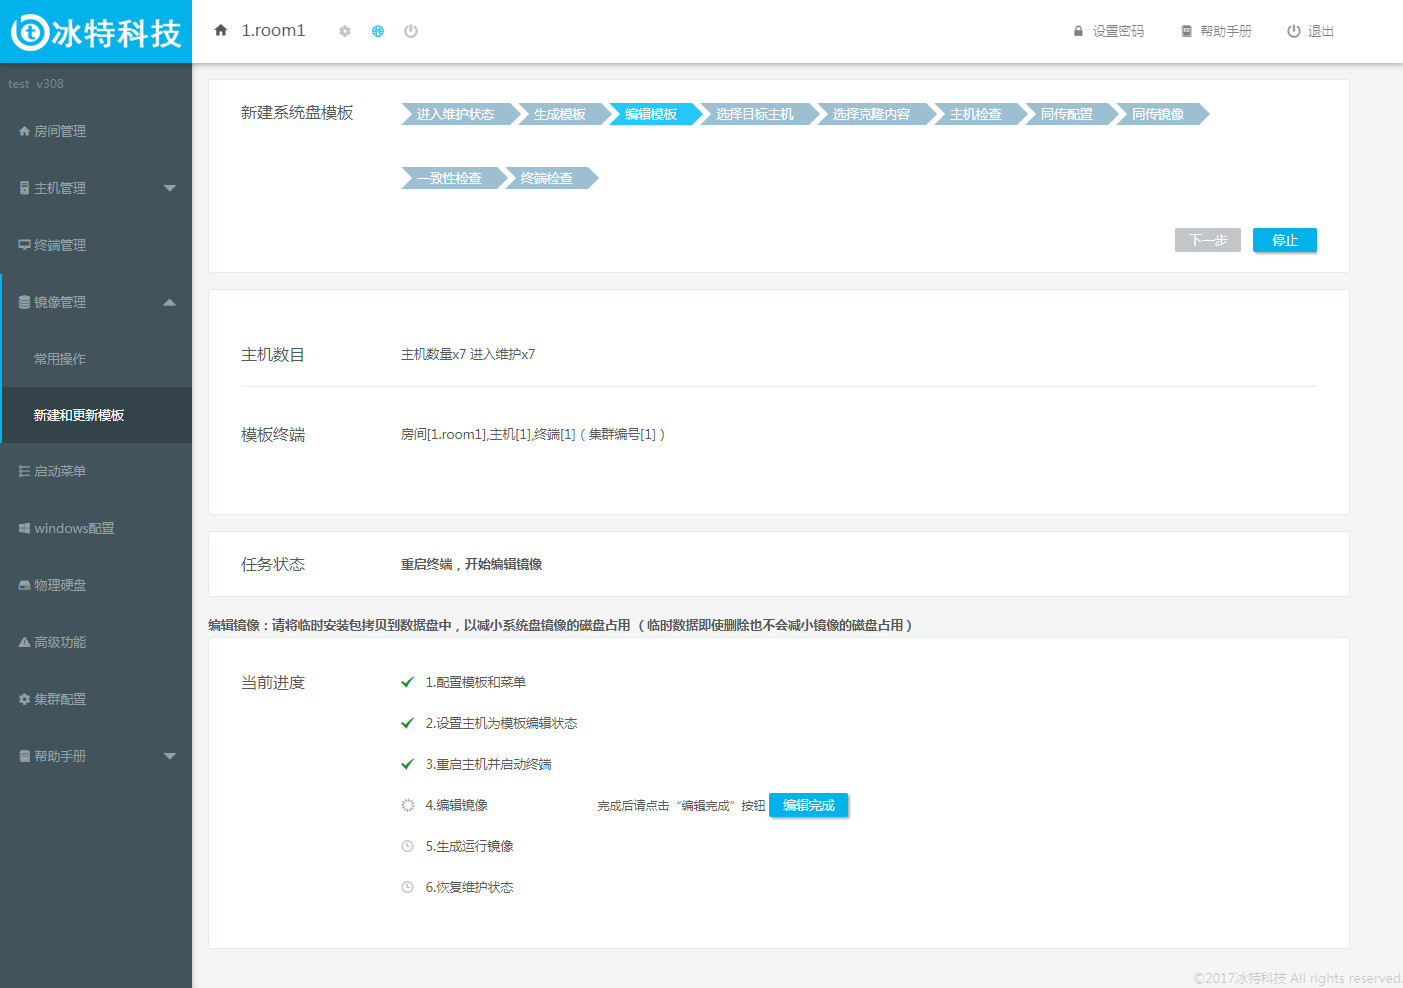 冰特科技
1.room1
设置密码
帮助手册
退出
test v308
房间管理
主机管理
终端管理
镜像管理
常用操作
新建和更新模板
启动菜单
windows配置
物理硬盘
高级功能
集群配置
帮助手册
新建系统盘模板
进入维护状态
生成模板
编辑模板
选择目标主机
选择克隆内容
主机检查
同传配置
同传镜像
一致性检查
终端检查
下一步
停止
主机数目
主机数量x7 进入维护x7
模板终端
房间[1.room1],主机[1],终端[1] ( 集群编号[1] )
任务状态
重启终端，开始编辑镜像
编辑镜像：请将临时安装包拷贝到数据盘中，以减小系统盘镜像的磁盘占用 （ 临时数据即使删除也不会减小镜像的磁盘占用 ）
当前进度
1.配置模板和菜单
2.设置主机为模板编辑状态
3.重启主机并启动终端
4.编辑镜像
完成后请点击“编辑完成”按钮
编辑完成
5.生成运行镜像
6.恢复维护状态
©2017冰特科技 All rights reserved.